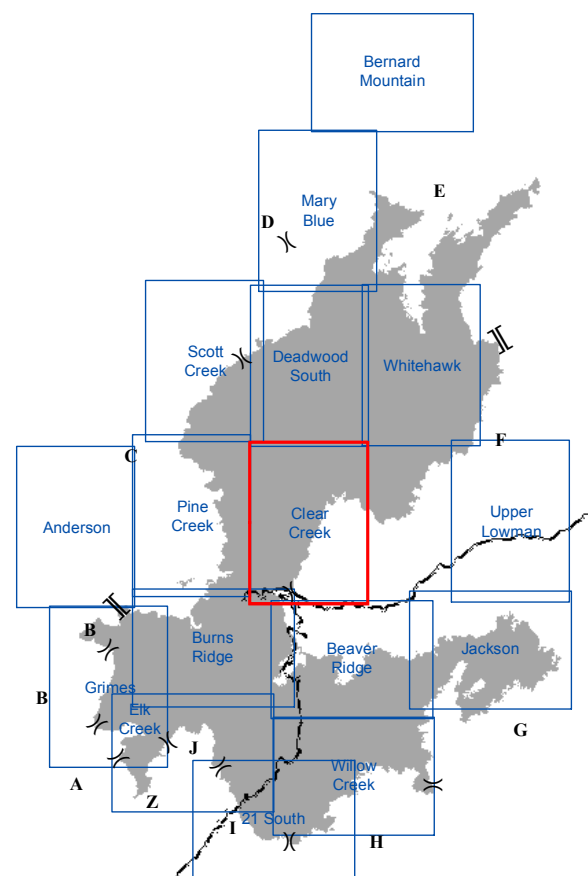 Bernard
Mountain
E
Mary
Blue
D
Scott
Creek
Deadwood
South
Whitehawk
F
C
Anderson
Pine
Creek
Clear
Creek
Upper
Lowman
B
Burns
Ridge
Beaver
Ridge
Jackson
B
Grimes
Elk
Creek
G
J
A
Z
Willow
Creek
I
21 South
H